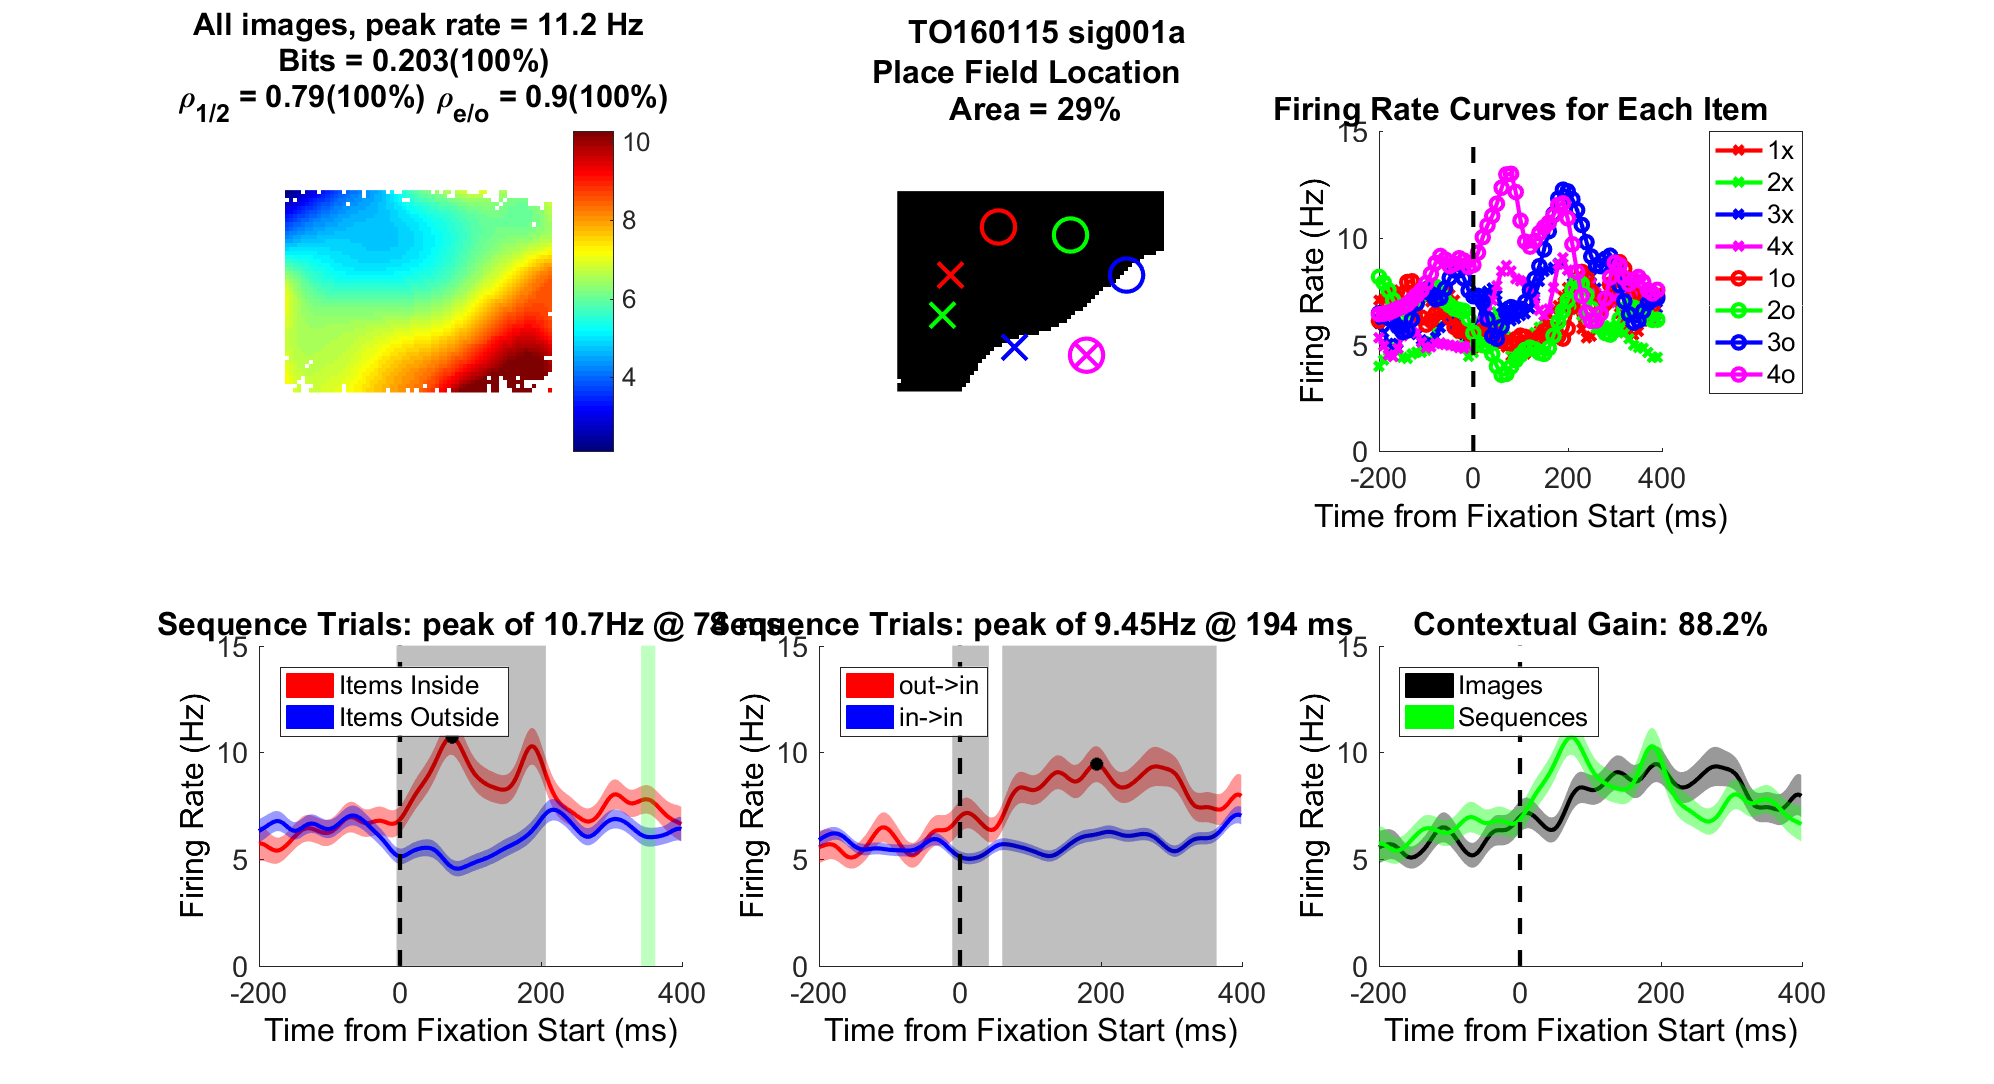 All images, peak rate = 11.2 Hz
Bits = 0.203(100%)
ρ1/2 = 0.79(100%) ρe/o = 0.9(100%)
10
8
6
4
TO160115 sig001a
Place Field Location
Area = 29%
Firing Rate Curves for Each Item
15
10
5
0
Firing Rate (Hz)
-200 0 200 400
Time from Fixation Start (ms)
1x
2x
3x
4x
1o
2o
3o
4o
Sequence Trials: peak of 10.7Hz @ 74 ms
15
10
5
0
Firing Rate (Hz)
Items Inside
Items Outside
-200 0 200 400
Time from Fixation Start (ms)
Sequence Trials: peak of 9.45Hz @ 194 ms
15
10
5
0
Firing Rate (Hz)
out->in
in->in
-200 0 200 400
Time from Fixation Start (ms)
Contextual Gain: 88.2%
15
10
5
0
Firing Rate (Hz)
Images
Sequences
-200 0 200 400
Time from Fixation Start (ms)